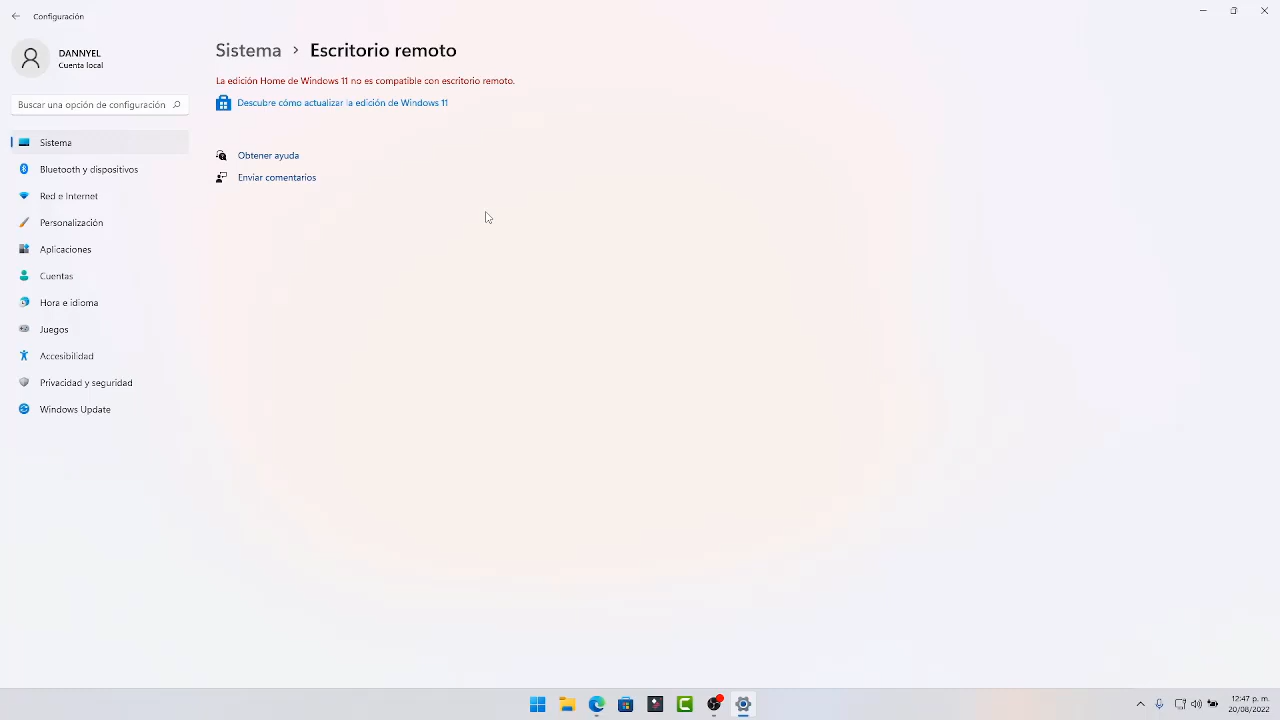 Configuración
DANNYEL
Cuenta local
Buscar una opción de configuración
Sistema
Bluetooth y dispositivos
Red e Internet
Personalización
Aplicaciones
Cuentas
Hora e idioma
Juegos
Accesibilidad
Privacidad y seguridad
Windows Update
Sistema > Escritorio remoto
La edición Home de Windows 11 no es compatible con escritorio remoto.
Descubre cómo actualizar la edición de Windows 11
Obtener ayuda
Enviar comentarios
12:47 p. m.
20/08/2022